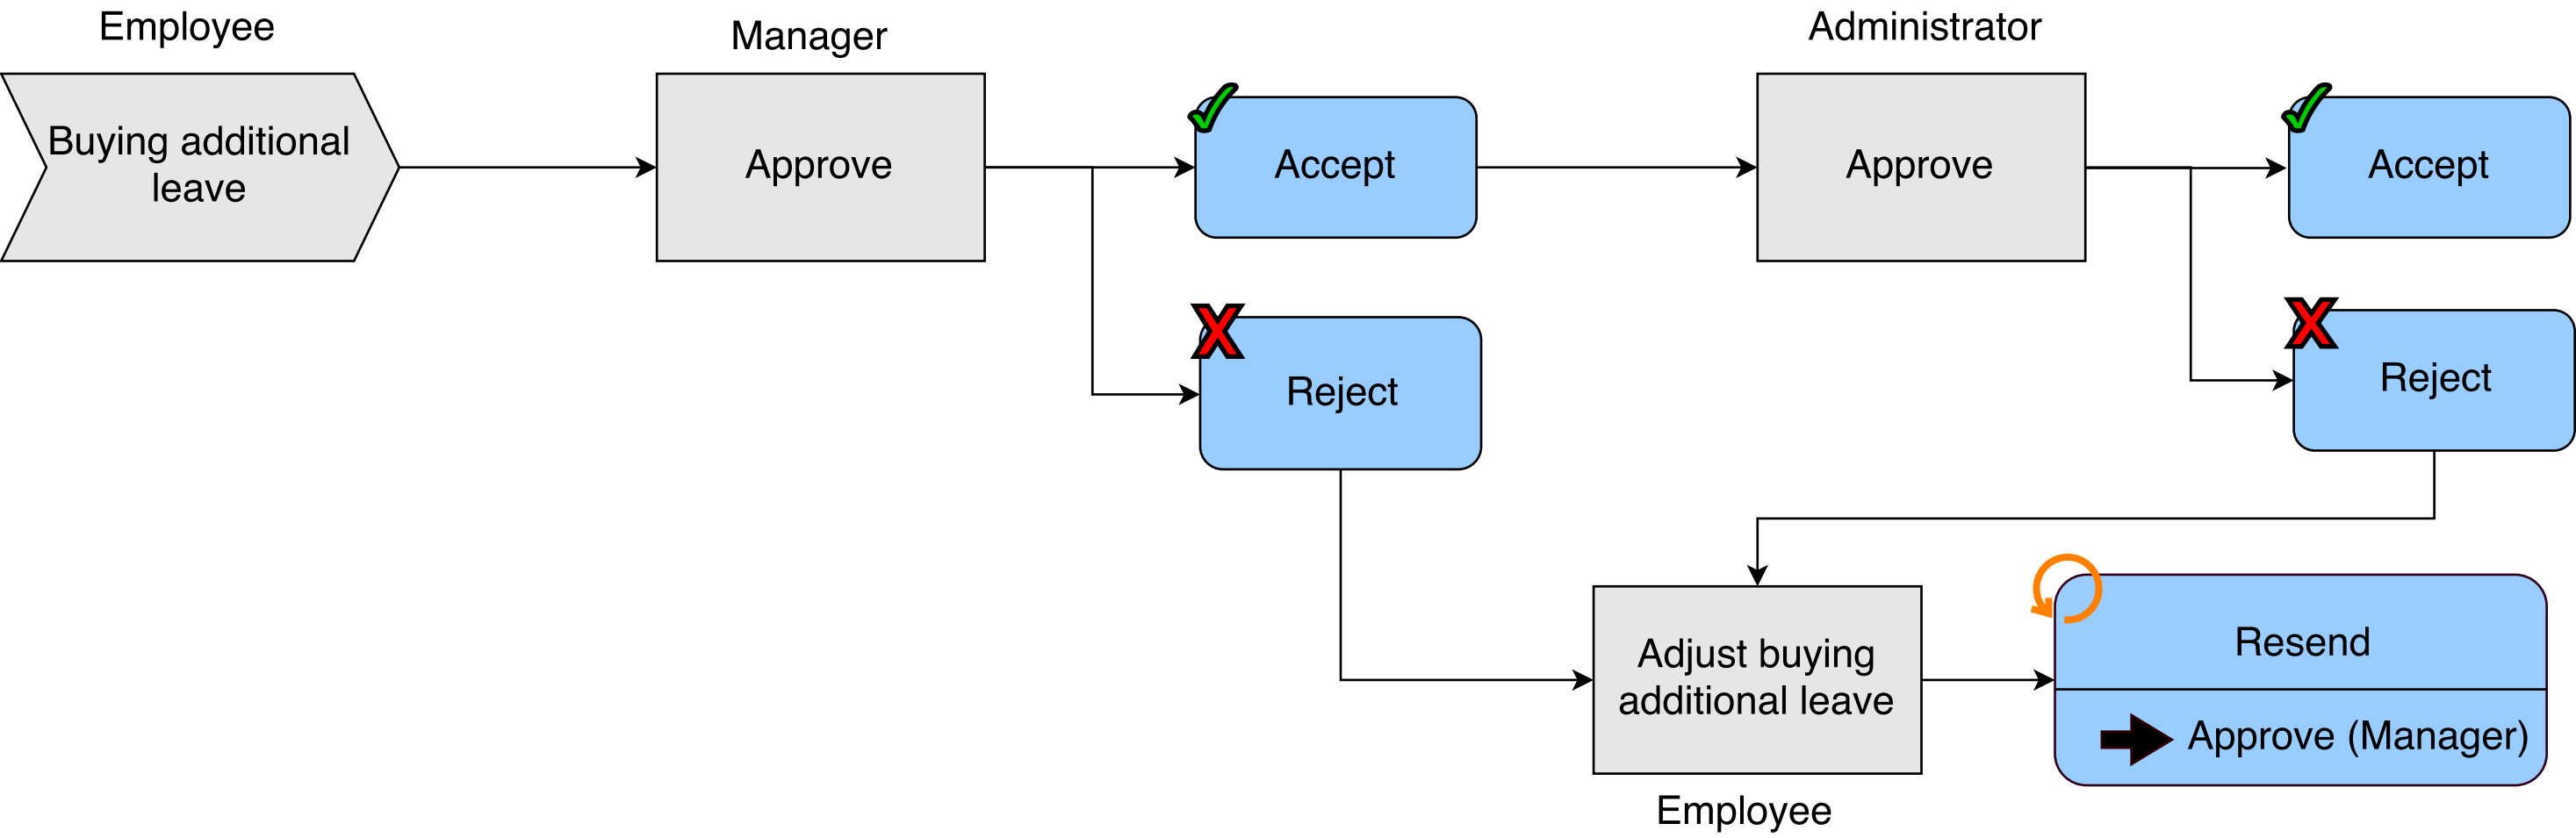 Employee
Manager
Administrator
Buying additional
leave
Approve
Accept
Approve
Accept
Reject
Reject
Adjust buying
additional leave
Resend
Approve (Manager)
Employee